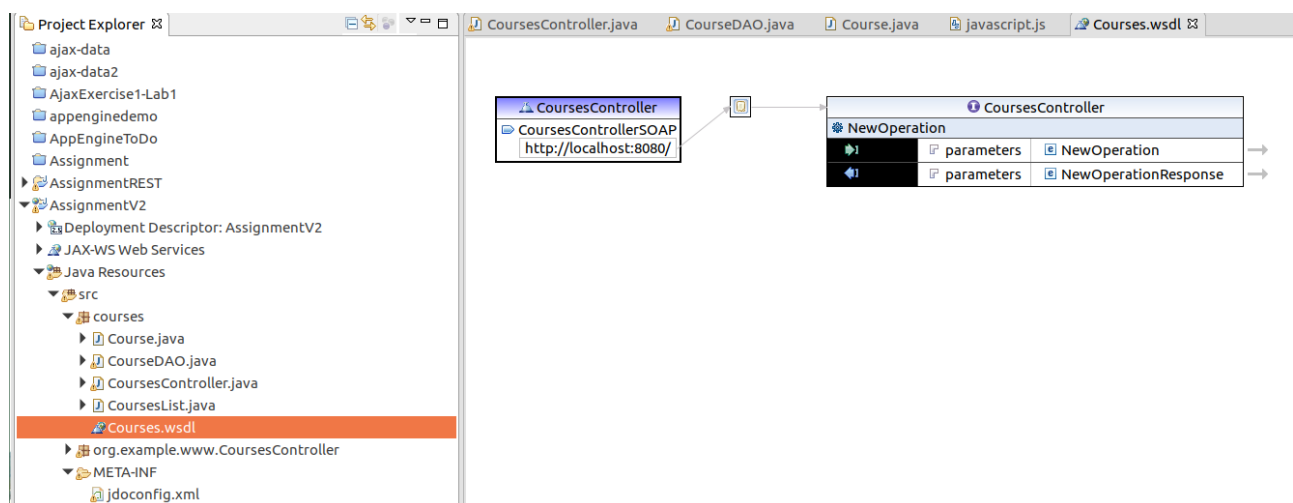 Project Explorer
ajax-data
ajax-data2
AjaxExercise1-Lab1
appenginedemo
AppEngineToDo
Assignment
AssignmentREST
AssignmentV2
Deployment Descriptor: AssignmentV2
JAX-WS Web Services
Java Resources
src
courses
Course.java
CourseDAO.java
CoursesController.java
CoursesList.java
Courses.wsdl
org.example.www.CoursesController
META-INF
jdoconfig.xml
CoursesController.java CourseDAO.java Course.java javascript.js Courses.wsdl
CoursesController
CoursesControllerSOAP
http://localhost:8080/
CoursesController
NewOperation
parameters NewOperation
parameters NewOperationResponse